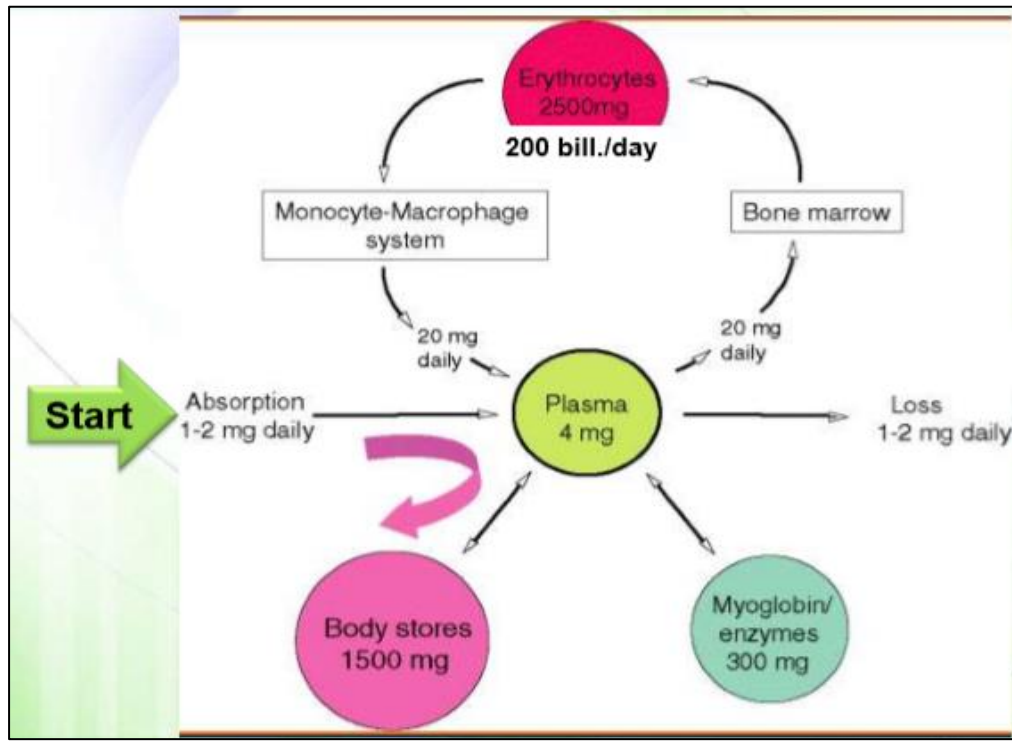 Erythrocytes
2500mg
200 bill./day
Monocyte-Macrophage
system
Bone marrow
20 mg
daily
20 mg
daily
Start
Absorption
1-2 mg daily
Plasma
4 mg
Loss
1-2 mg daily
Body stores
1500 mg
Myoglobin/
enzymes
300 mg